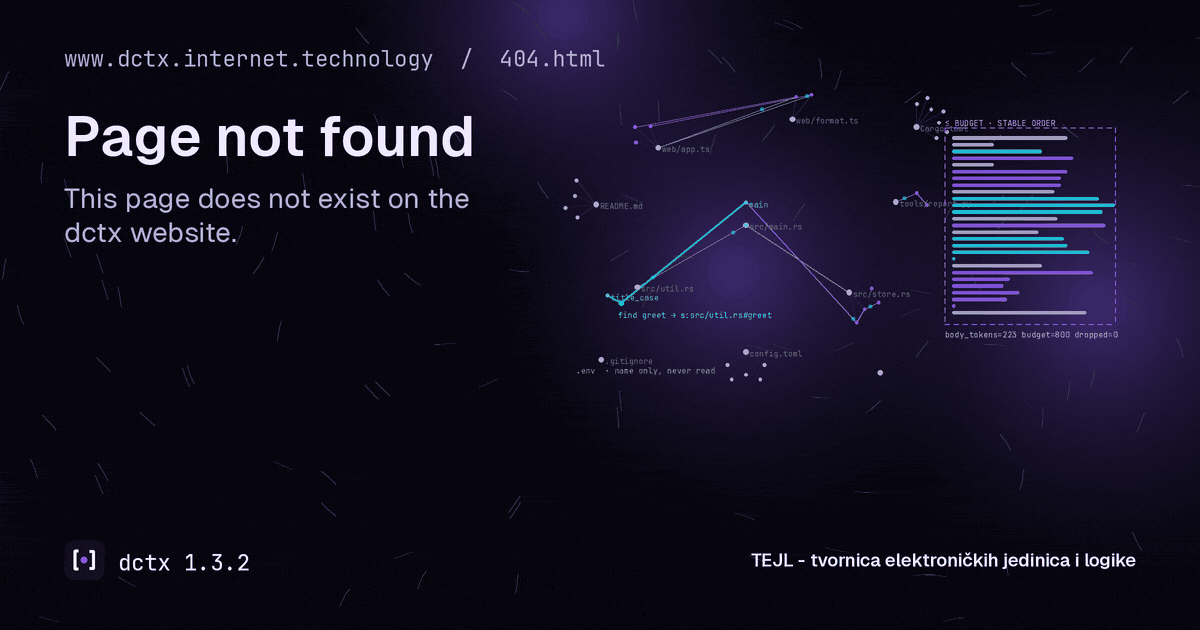 www.dctx.internet.technology / 404.html
Page not found
This page does not exist on the
dctx website.
web/format.ts
web/app.ts
README.md
main
src/main.rs
src/util.rs
title_case
find greet → s:src/util.rs#greet
src/store.rs
config.toml
.gitignore
.env · name only, never read
≤ BUDGET · STABLE ORDER
body_tokens=223 budget=800 dropped=0
dctx 1.3.2
TEJL - tvornica elektroničkih jedinica i logike